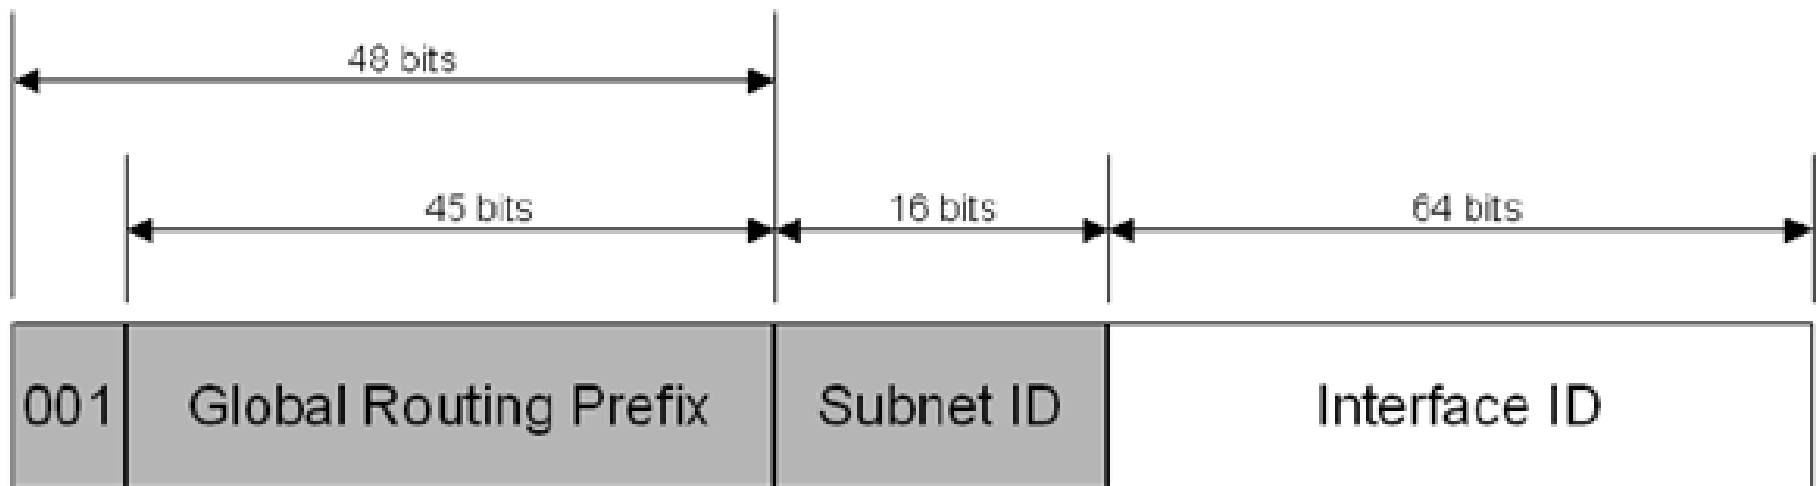 48 bits
45 bits
16 bits
64 bits
001
Global Routing Prefix
Subnet ID
Interface ID